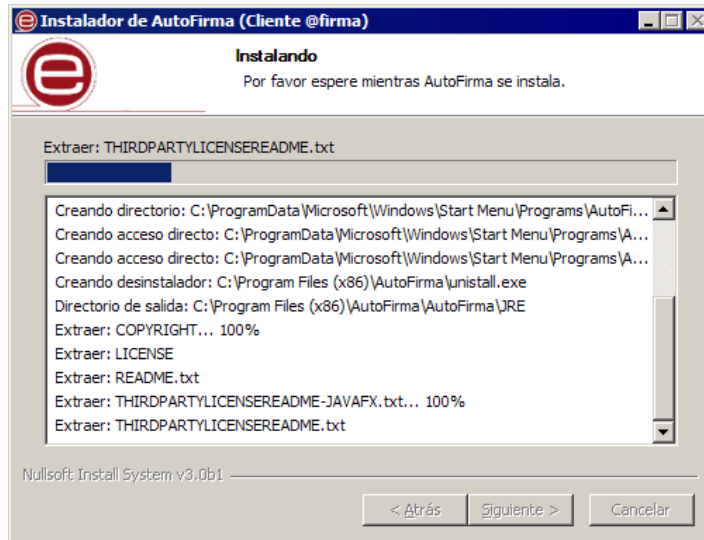 Instalador de AutoFirma (Cliente @firma)
Instalando
Por favor espere mientras AutoFirma se instala.
Extraer: THIRDPARTYLICENSEREADME.txt
Creando directorio: C:\ProgramData\Microsoft\Windows\Start Menu\Programs\AutoFi...
Creando acceso directo: C:\ProgramData\Microsoft\Windows\Start Menu\Programs\A...
Creando acceso directo: C:\ProgramData\Microsoft\Windows\Start Menu\Programs\A...
Creando desinstalador: C:\Program Files (x86)\AutoFirma\unistall.exe
Directorio de salida: C:\Program Files (x86)\AutoFirma\AutoFirma\JRE
Extraer: COPYRIGHT... 100%
Extraer: LICENSE
Extraer: README.txt
Extraer: THIRDPARTYLICENSEREADME-JAVAFX.txt... 100%
Extraer: THIRDPARTYLICENSEREADME.txt
Nullsoft Install System v3.0b1
< Atrás Siguiente > Cancelar